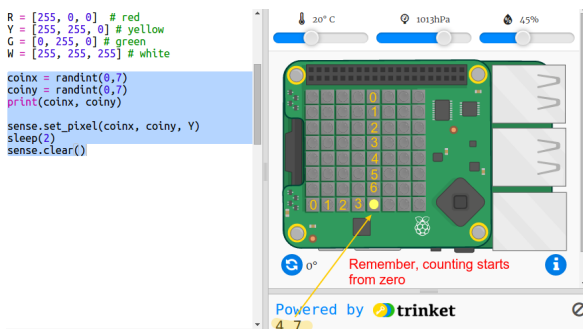 R = [255, 0, 0]  # red
Y = [255, 255, 0] # yellow
G = [0, 255, 0] # green
W = [255, 255, 255] # white
coinx = randint(0,7)
coiny = randint(0,7)
print(coinx, coiny)
sense.set_pixel(coinx, coiny, Y)
sleep(2)
sense.clear()
20° C
1013hPa
45%
0
1
2
3
4
5
6
0 1 2 3
0°
Remember, counting starts
from zero
Powered by trinket
4 7